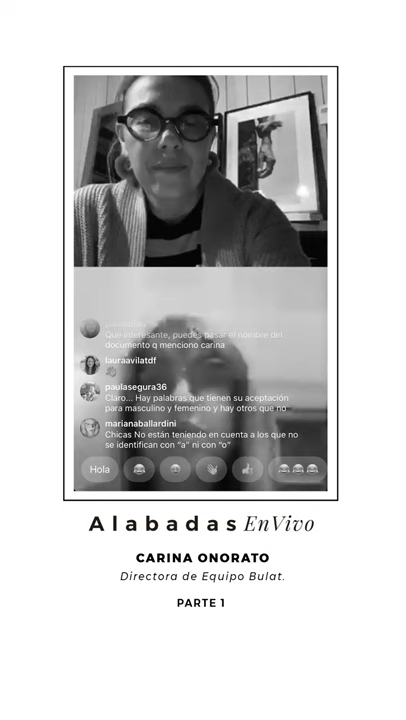 Que interesante, puedes pasar el nombre del
documento q menciono carina
lauraavilatdf
paulasegura36
Claro... Hay palabras que tienen su aceptación
para masculino y femenino y hay otros que no
marianaballardini
Chicas No están teniendo en cuenta a los que no
se identifican con “a” ni con “o”
Hola
Alabadas EnVivo
CARINA ONORATO
Directora de Equipo Bulat.
PARTE 1